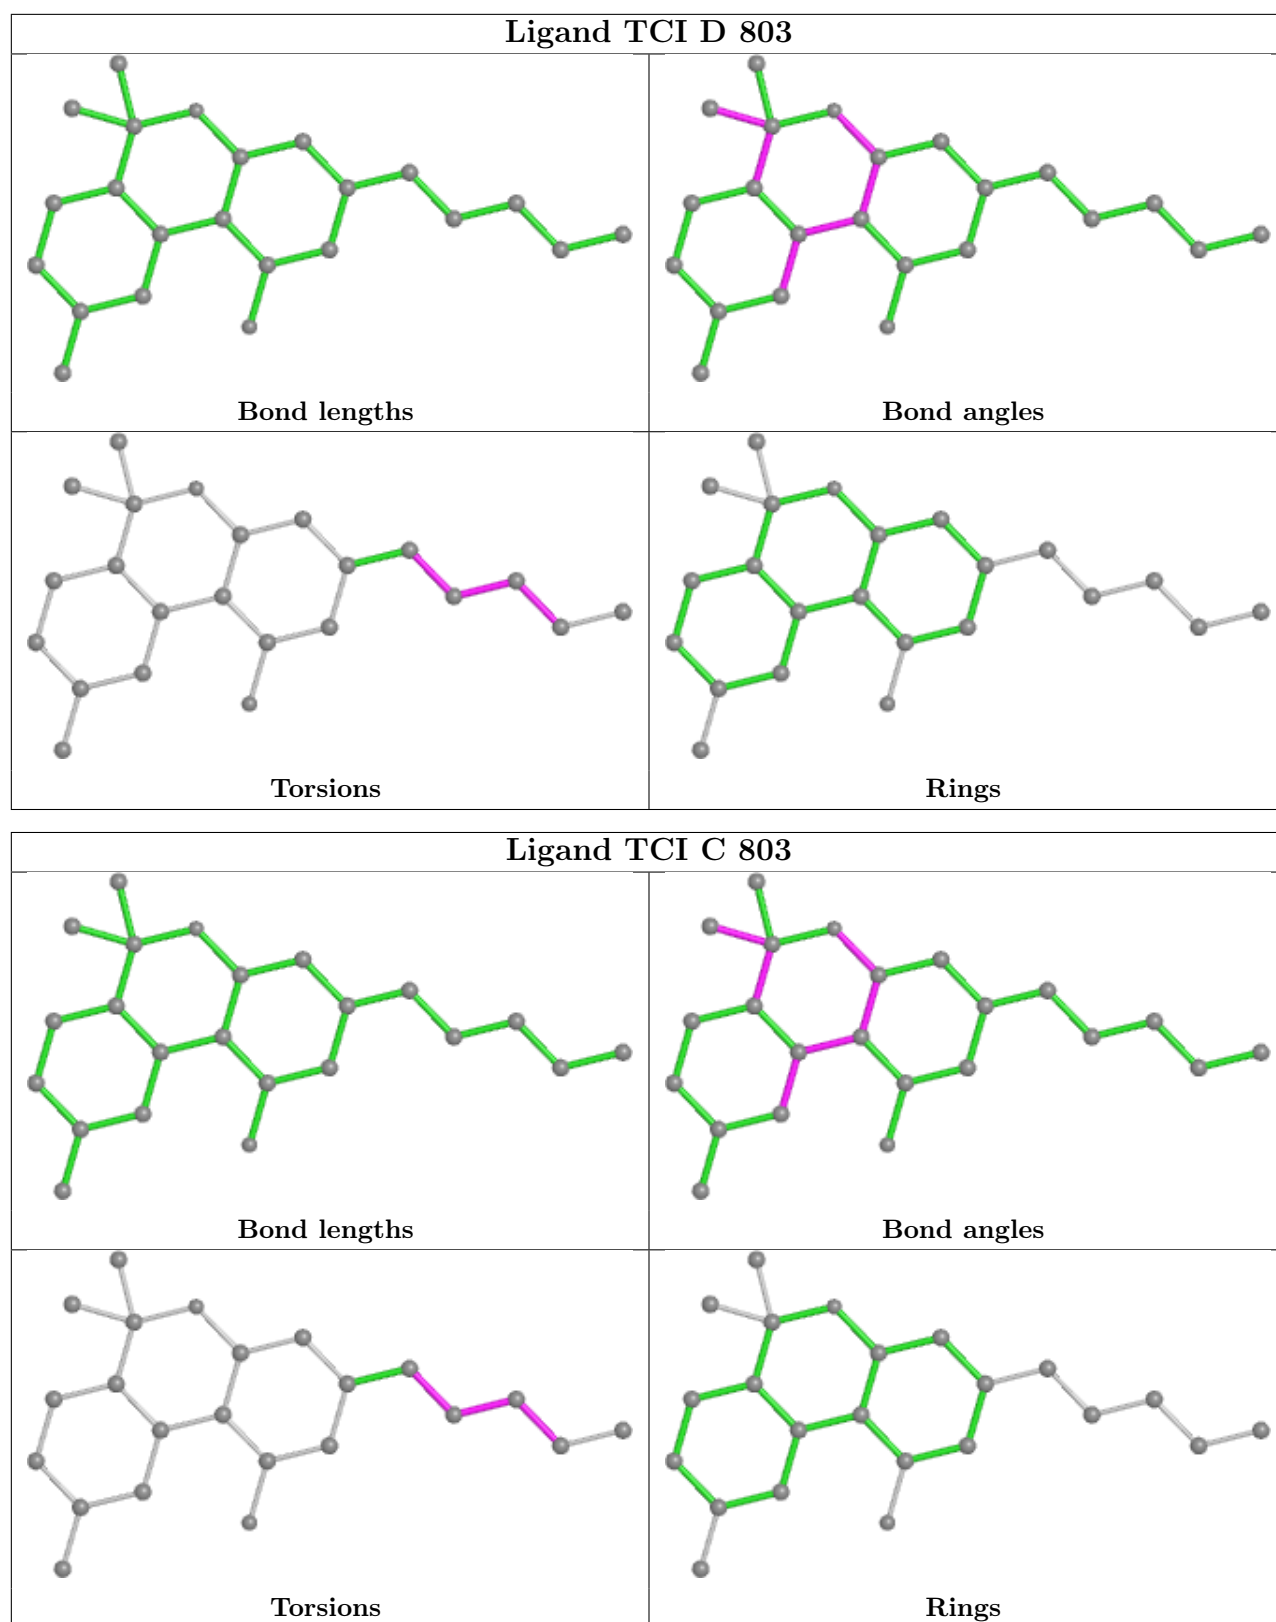 Ligand TCI D 803
Bond lengths
Bond angles
Torsions
Rings
Ligand TCI C 803
Bond lengths
Bond angles
Torsions
Rings